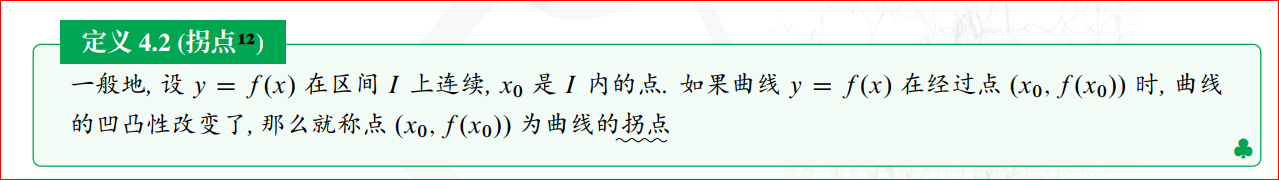 定义 4.2 (拐点¹²)
一般地, 设 y = f(x) 在区间 I 上连续, x₀ 是 I 内的点. 如果曲线 y = f(x) 在经过点 (x₀, f(x₀)) 时, 曲线
的凹凸性改变了, 那么就称点 (x₀, f(x₀)) 为曲线的拐点